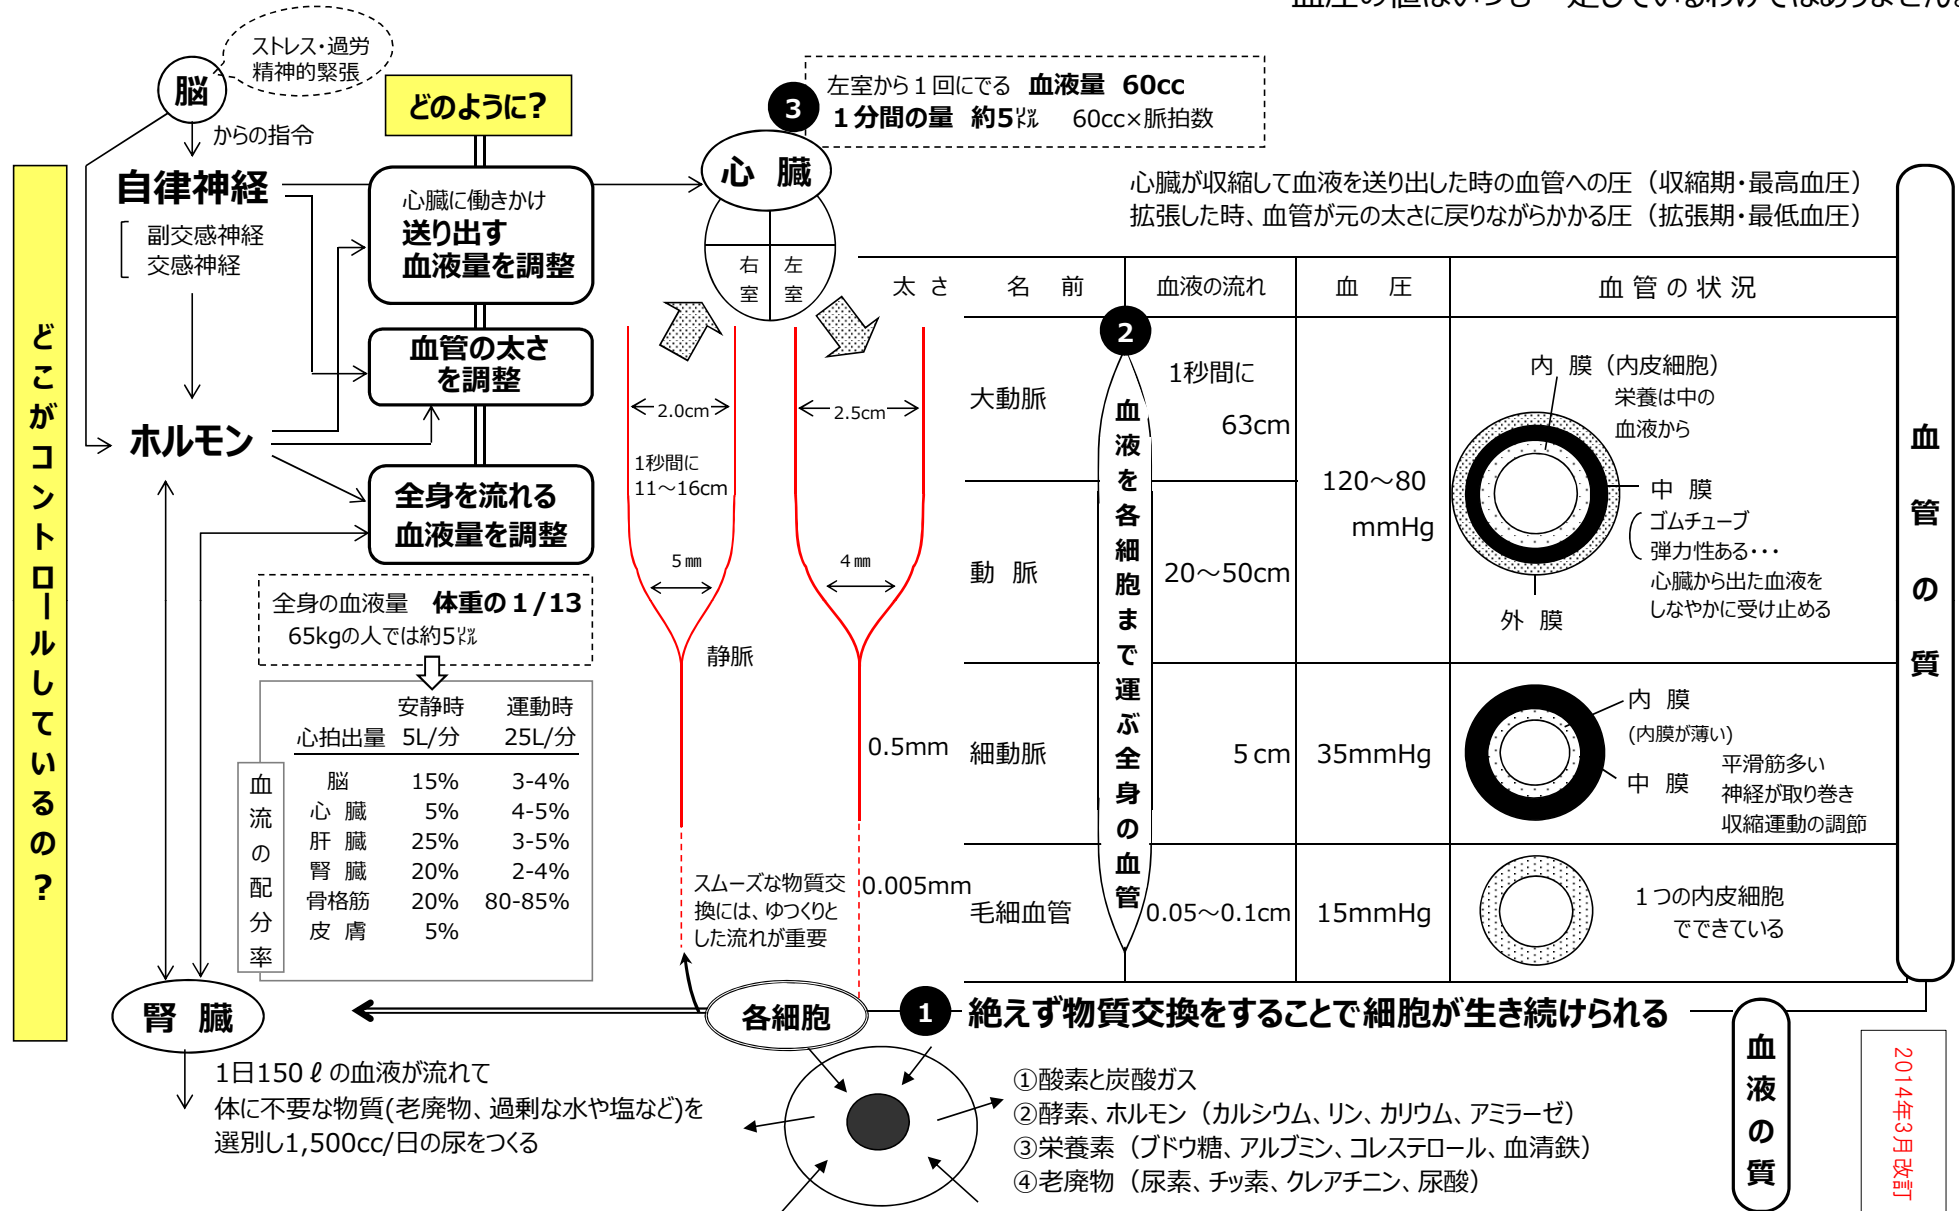 ストレス・過労
精神的緊張
脳
からの指令
自律神経
副交感神経
交感神経
ホルモン
どこがコントロールしているの?
どのように?
心臓に働きかけ
送り出す
血液量を調整
血管の太さ
を調整
全身を流れる
血液量を調整
全身の血液量 体重の1/13
65kgの人では約5㍑
安静時 運動時
心拍出量 5L/分 25L/分
血流の配分率
脳 15% 3-4%
心 臓 5% 4-5%
肝 臓 25% 3-5%
腎 臓 20% 2-4%
骨格筋 20% 80-85%
皮 膚 5%
腎 臓
1日150ℓの血液が流れて
体に不要な物質(老廃物、過剰な水や塩など)を
選別し1,500cc/日の尿をつくる
3
左室から1回にでる 血液量 60cc
1分間の量 約5㍑ 60cc×脈拍数
心 臓
右室
左室
2.0cm
2.5cm
1秒間に
11~16cm
5㎜
4㎜
静脈
スムーズな物質交
換には、ゆつくりと
した流れが重要
心臓が収縮して血液を送り出した時の血管への圧(収縮期・最高血圧)
拡張した時、血管が元の太さに戻りながらかかる圧(拡張期・最低血圧)
太 さ 名 前 血液の流れ 血 圧 血管の状況
2
血液を各細胞まで運ぶ全身の血管
大動脈
1秒間に
63cm
120~80
mmHg
動 脈
20~50cm
0.5mm 細動脈 5cm 35mmHg
0.005mm 毛細血管 0.05~0.1cm 15mmHg
内 膜(内皮細胞)
栄養は中の
血液から
中 膜
ゴムチューブ
弾力性ある・・・
心臓から出た血液を
しなやかに受け止める
外 膜
内 膜
(内膜が薄い)
中 膜
平滑筋多い
神経が取り巻き
収縮運動の調節
1つの内皮細胞
でできている
血管の質
各細胞
1
絶えず物質交換をすることで細胞が生き続けられる
①酸素と炭酸ガス
②酵素、ホルモン(カルシウム、リン、カリウム、アミラーゼ)
③栄養素(ブドウ糖、アルブミン、コレステロール、血清鉄)
④老廃物(尿素、チッ素、クレアチニン、尿酸)
血液の質
2014年3月改訂